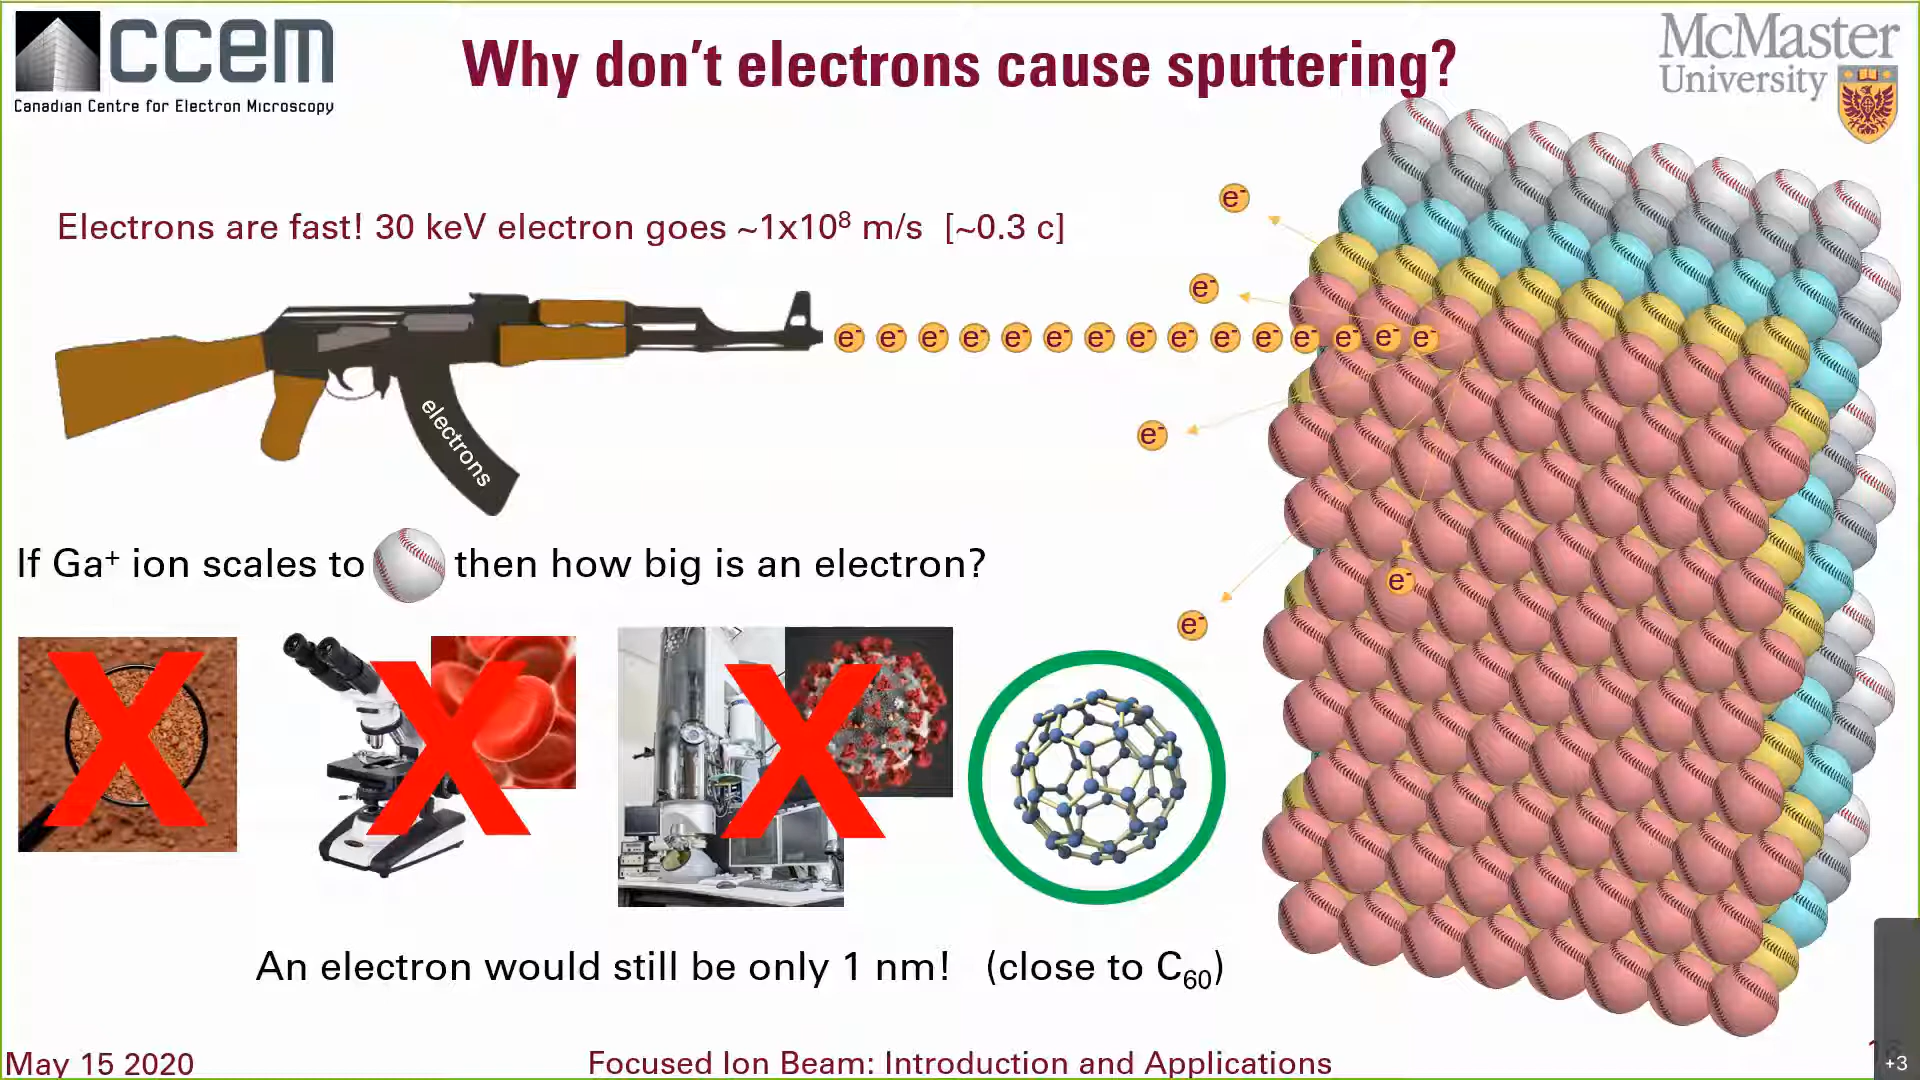 ccem
Canadian Centre for Electron Microscopy
Why don't electrons cause sputtering?
McMaster
University
Electrons are fast! 30 keV electron goes ~1x10⁸ m/s [~0.3 c]
e⁻
e⁻
e⁻ e⁻ e⁻ e⁻ e⁻ e⁻ e⁻ e⁻ e⁻ e⁻ e⁻ e⁻ e⁻ e⁻ e⁻
electrons
e⁻
If Ga⁺ ion scales to then how big is an electron?
e⁻
e⁻
X X X
An electron would still be only 1 nm! (close to C₆₀)
May 15 2020
Focused Ion Beam: Introduction and Applications
+3